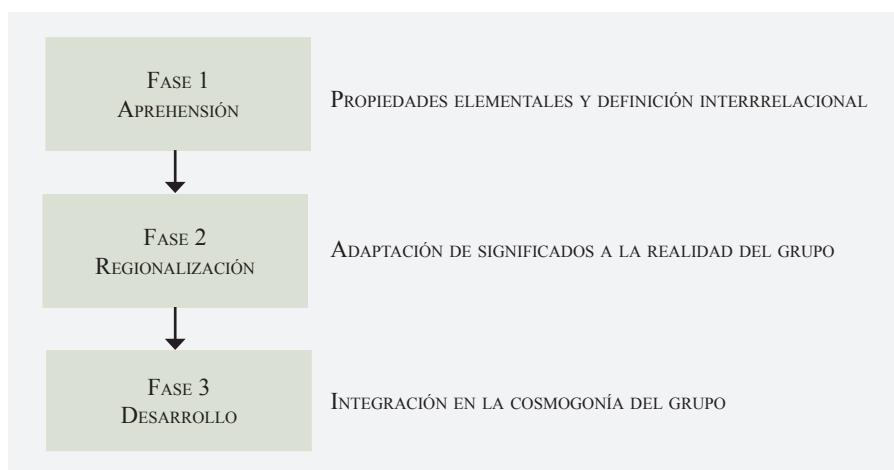 Fase 1
Aprehensión
Propiedades elementales y definición interrrelacional
Fase 2
Regionalización
Adaptación de significados a la realidad del grupo
Fase 3
Desarrollo
Integración en la cosmogonía del grupo